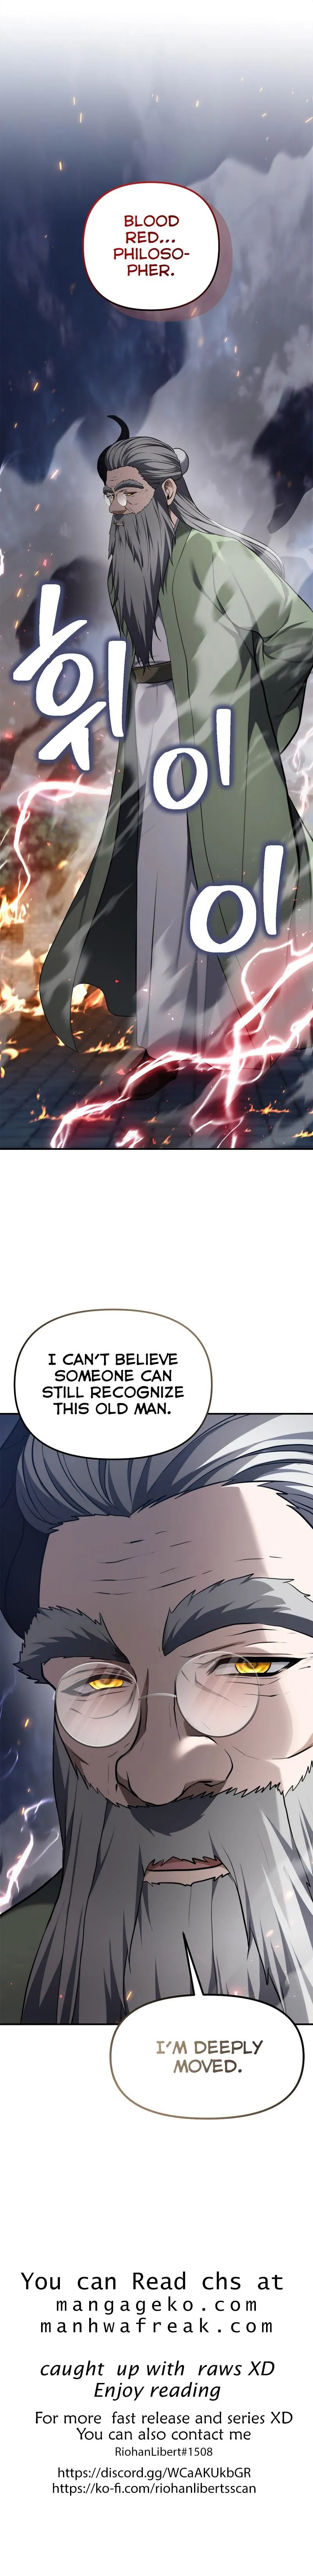 BLOOD
RED...
PHILOSO-
PHER.
휘
이
이
I CAN'T BELIEVE
SOMEONE CAN
STILL RECOGNIZE
THIS OLD MAN.
I'M DEEPLY
MOVED.
You can Read chs at
mangageko.com
manhwafreak.com
caught up with raws XD
Enjoy reading
For more fast release and series XD
You can also contact me
RiohanLibert#1508
https://discord.gg/WCaAKUkbGR
https://ko-fi.com/riohanlibertsscan